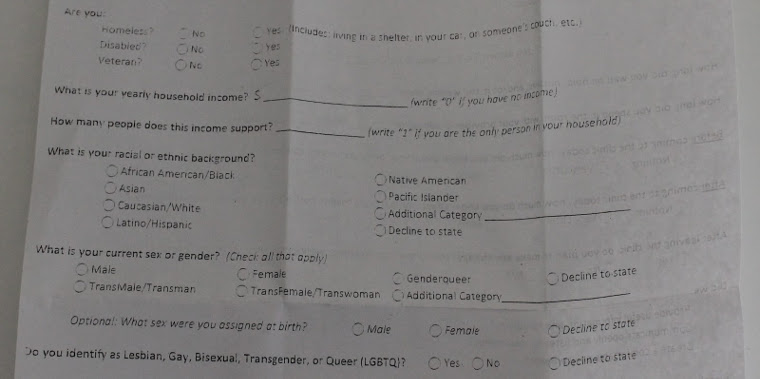 Are you:
Homeless? No Yes (Includes: living in a shelter, in your car, on someone's couch, etc.)
Disabled? No Yes
Veteran? No Yes
What is your yearly household income? $ (write "0" if you have no income)
How many people does this income support? (write "1" if you are the only person in your household)
What is your racial or ethnic background?
African American/Black Native American
Asian Pacific Islander
Caucasian/White Additional Category
Latino/Hispanic Decline to state
What is your current sex or gender? (Check all that apply)
Male Female Genderqueer Decline to state
TransMale/Transman TransFemale/Transwoman Additional Category
Optional: What sex were you assigned at birth? Male Female Decline to state
Do you identify as Lesbian, Gay, Bisexual, Transgender, or Queer (LGBTQ)? Yes No Decline to state